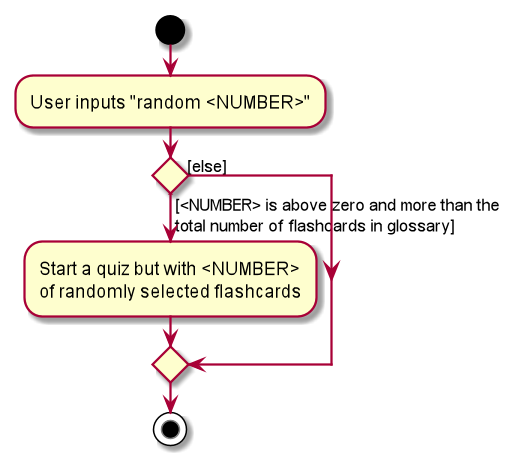 User inputs "random <NUMBER>"
[else]
[<NUMBER> is above zero and more than the
total number of flashcards in glossary]
Start a quiz but with <NUMBER>
of randomly selected flashcards